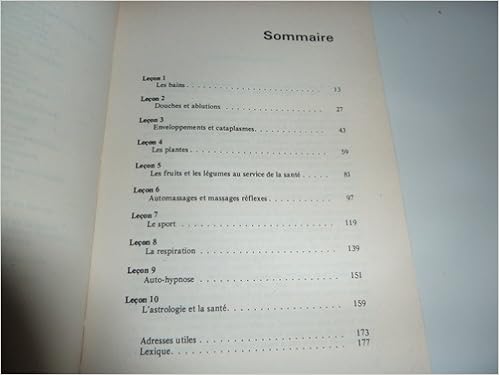 Sommaire
Leçon 1
Les bains. . . . . . . . . . . . . . . . . . . . . . . . . . . . 13
Leçon 2
Douches et ablutions . . . . . . . . . . . . . . . . . . . . 27
Leçon 3
Enveloppements et cataplasmes. . . . . . . . . . . . . . 43
Leçon 4
Les plantes . . . . . . . . . . . . . . . . . . . . . . . . . . 59
Leçon 5
Les fruits et les légumes au service de la santé . . . . . 81
Leçon 6
Automassages et massages réflexes . . . . . . . . . . . 97
Leçon 7
Le sport . . . . . . . . . . . . . . . . . . . . . . . . . . . 119
Leçon 8
La respiration . . . . . . . . . . . . . . . . . . . . . . . . 139
Leçon 9
Auto-hypnose . . . . . . . . . . . . . . . . . . . . . . . . 151
Leçon 10
L'astrologie et la santé. . . . . . . . . . . . . . . . . . . 159
Adresses utiles . . . . . . . . . . . . . . . . . . . . . . . 173
Lexique. . . . . . . . . . . . . . . . . . . . . . . . . . . . 177